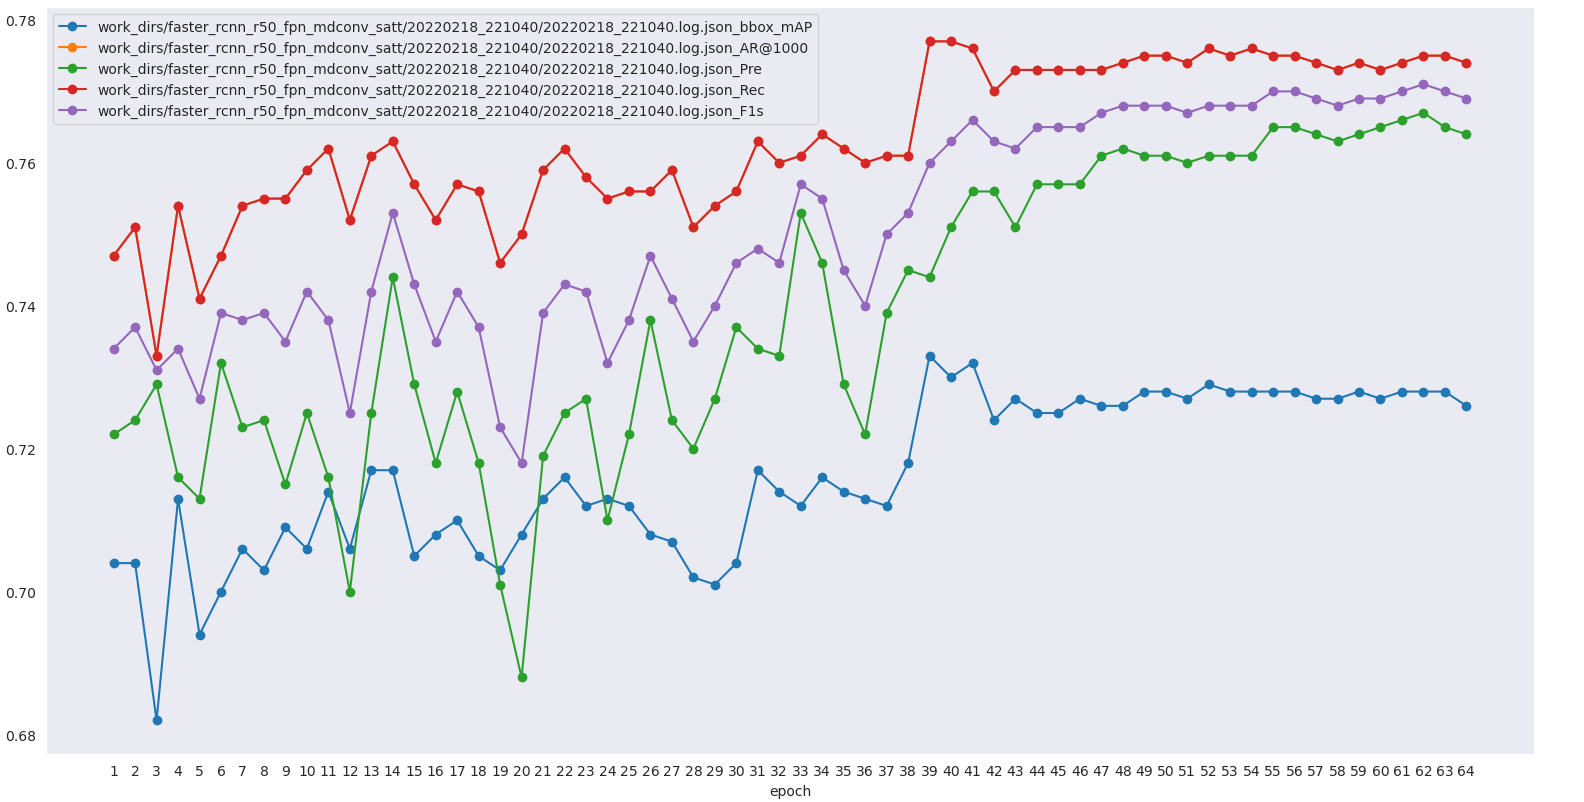 work_dirs/faster_rcnn_r50_fpn_mdconv_satt/20220218_221040/20220218_221040.log.json_bbox_mAP
work_dirs/faster_rcnn_r50_fpn_mdconv_satt/20220218_221040/20220218_221040.log.json_AR@1000
work_dirs/faster_rcnn_r50_fpn_mdconv_satt/20220218_221040/20220218_221040.log.json_Pre
work_dirs/faster_rcnn_r50_fpn_mdconv_satt/20220218_221040/20220218_221040.log.json_Rec
work_dirs/faster_rcnn_r50_fpn_mdconv_satt/20220218_221040/20220218_221040.log.json_F1s
0.78
0.76
0.74
0.72
0.70
0.68
1 2 3 4 5 6 7 8 9 10 11 12 13 14 15 16 17 18 19 20 21 22 23 24 25 26 27 28 29 30 31 32 33 34 35 36 37 38 39 40 41 42 43 44 45 46 47 48 49 50 51 52 53 54 55 56 57 58 59 60 61 62 63 64
epoch